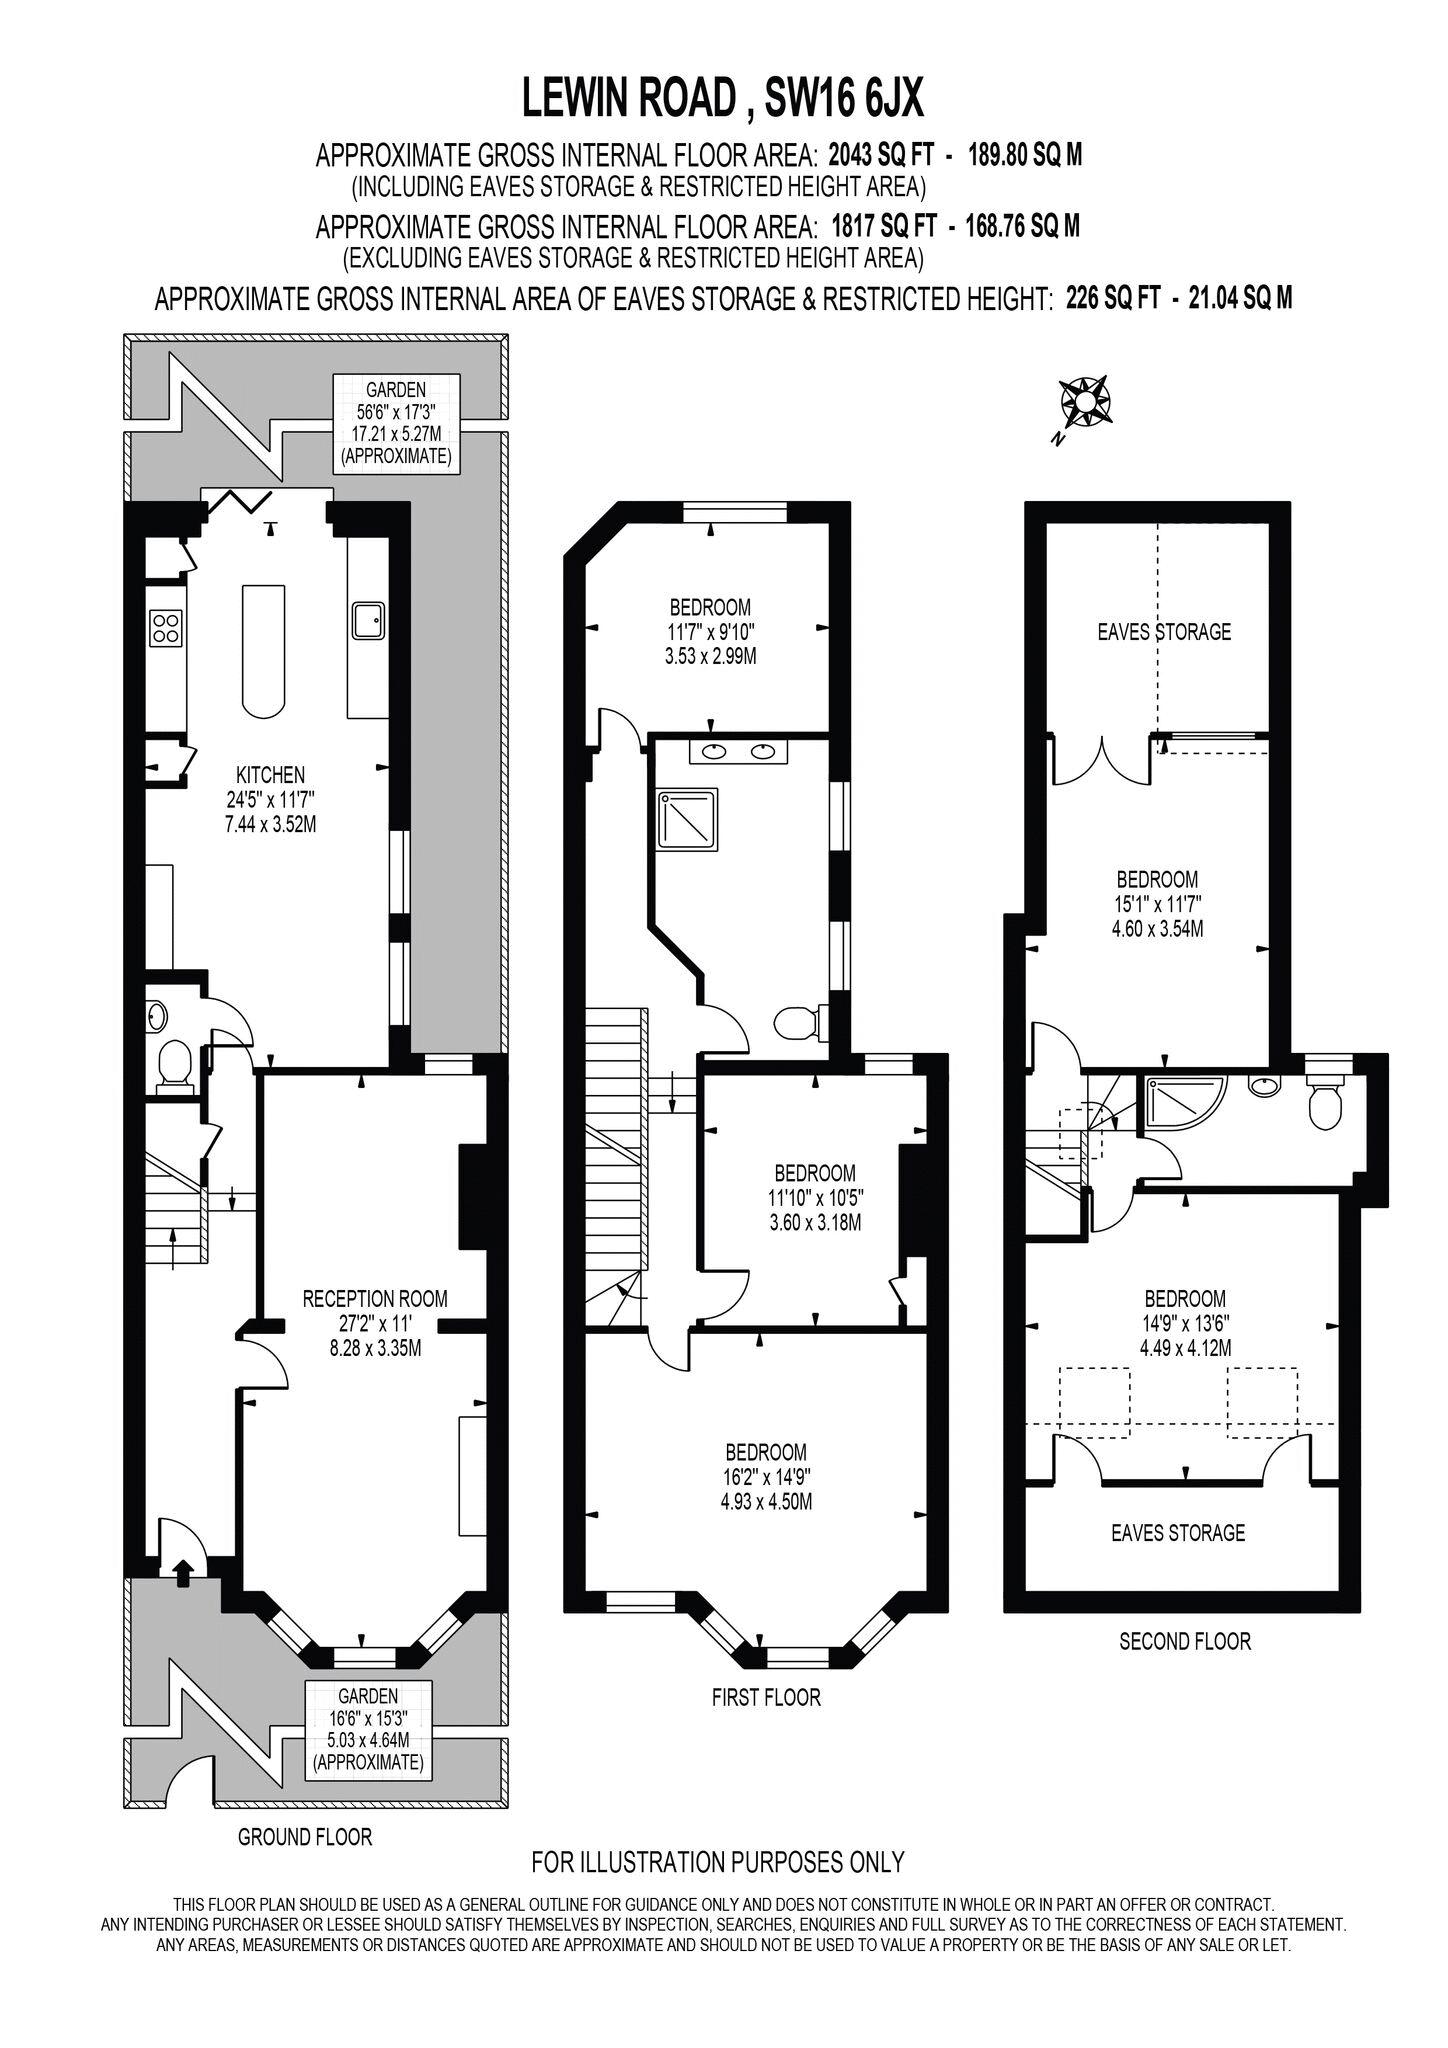 LEWIN ROAD , SW16 6JX
APPROXIMATE GROSS INTERNAL FLOOR AREA: 2043 SQ FT - 189.80 SQ M
(INCLUDING EAVES STORAGE & RESTRICTED HEIGHT AREA)
APPROXIMATE GROSS INTERNAL FLOOR AREA: 1817 SQ FT - 168.76 SQ M
(EXCLUDING EAVES STORAGE & RESTRICTED HEIGHT AREA)
APPROXIMATE GROSS INTERNAL AREA OF EAVES STORAGE & RESTRICTED HEIGHT: 226 SQ FT - 21.04 SQ M
GARDEN
56'6" x 17'3"
17.21 x 5.27M
(APPROXIMATE)
KITCHEN
24'5" x 11'7"
7.44 x 3.52M
RECEPTION ROOM
27'2" x 11'
8.28 x 3.35M
GARDEN
16'6" x 15'3"
5.03 x 4.64M
(APPROXIMATE)
GROUND FLOOR
BEDROOM
11'7" x 9'10"
3.53 x 2.99M
BEDROOM
11'10" x 10'5"
3.60 x 3.18M
BEDROOM
16'2" x 14'9"
4.93 x 4.50M
FIRST FLOOR
N
EAVES STORAGE
BEDROOM
15'1" x 11'7"
4.60 x 3.54M
BEDROOM
14'9" x 13'6"
4.49 x 4.12M
EAVES STORAGE
SECOND FLOOR
FOR ILLUSTRATION PURPOSES ONLY
THIS FLOOR PLAN SHOULD BE USED AS A GENERAL OUTLINE FOR GUIDANCE ONLY AND DOES NOT CONSTITUTE IN WHOLE OR IN PART AN OFFER OR CONTRACT.
ANY INTENDING PURCHASER OR LESSEE SHOULD SATISFY THEMSELVES BY INSPECTION, SEARCHES, ENQUIRIES AND FULL SURVEY AS TO THE CORRECTNESS OF EACH STATEMENT.
ANY AREAS, MEASUREMENTS OR DISTANCES QUOTED ARE APPROXIMATE AND SHOULD NOT BE USED TO VALUE A PROPERTY OR BE THE BASIS OF ANY SALE OR LET.